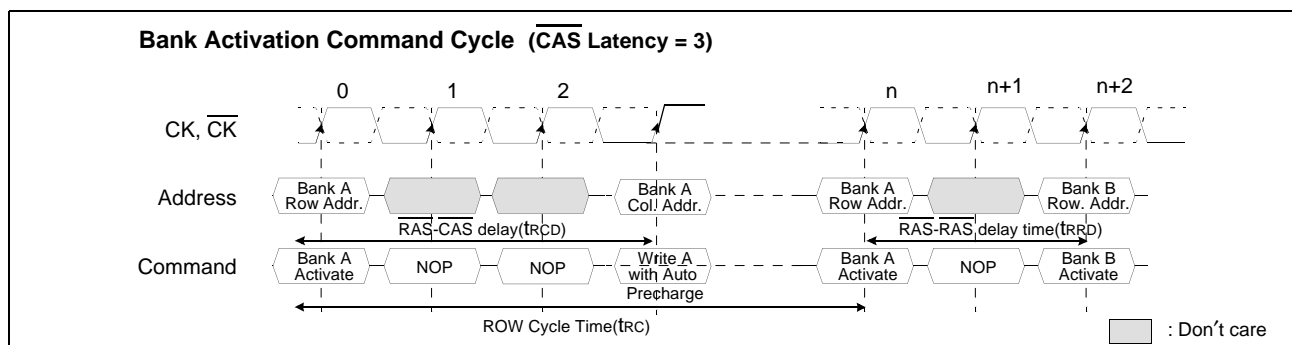 Bank Activation Command Cycle (CAS Latency = 3)
0 1 2 n n+1 n+2
CK, CK
Address
Bank A
Row Addr.
Bank A
Col. Addr.
Bank A
Row Addr.
Bank B
Row. Addr.
RAS-CAS delay(tRCD)
RAS-RAS delay time(tRRD)
Command
Bank A
Activate
NOP
NOP
Write A
with Auto
Precharge
Bank A
Activate
NOP
Bank B
Activate
ROW Cycle Time(tRC)
: Don′t care